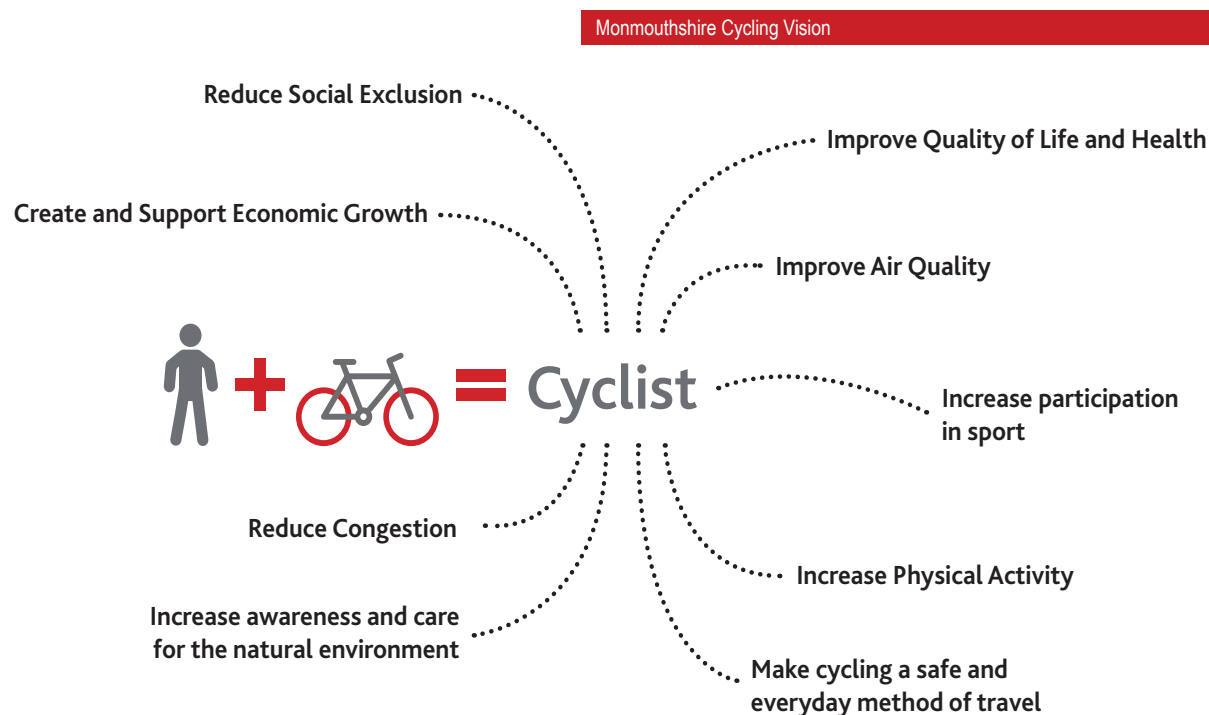 Monmouthshire Cycling Vision
Reduce Social Exclusion
Improve Quality of Life and Health
Create and Support Economic Growth
Improve Air Quality
+
=
Cyclist
Increase participation
in sport
Reduce Congestion
Increase Physical Activity
Increase awareness and care
for the natural environment
Make cycling a safe and
everyday method of travel